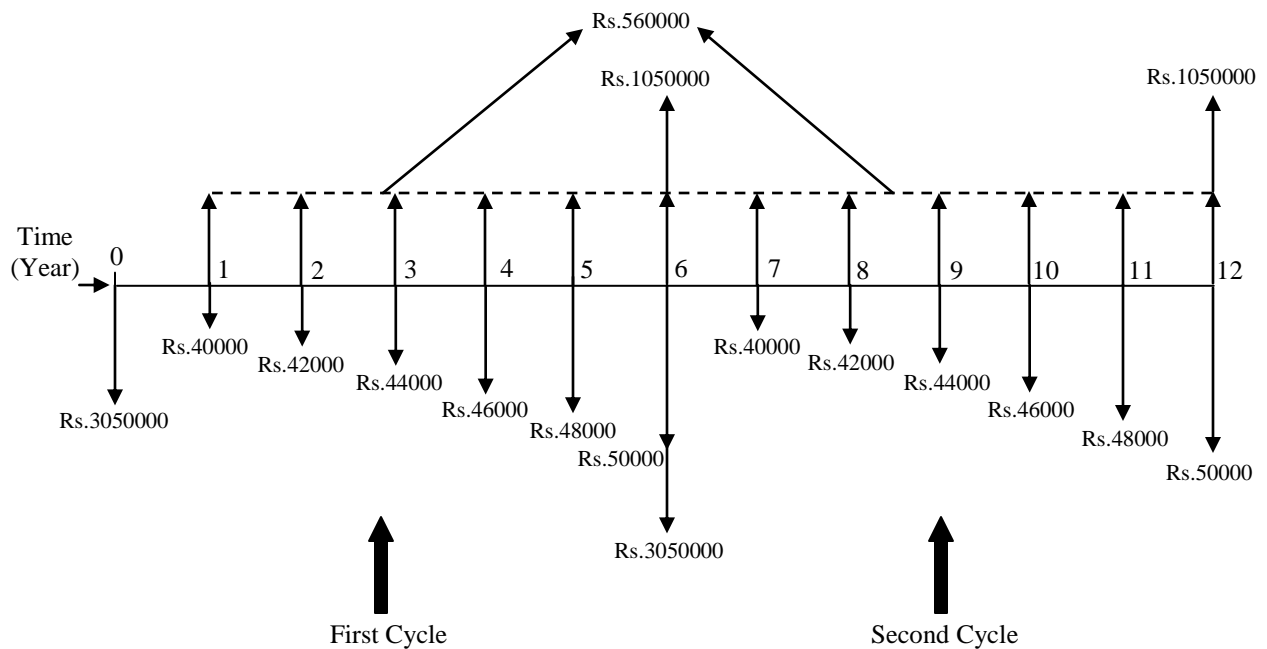 Rs.560000
Rs.1050000
Rs.1050000
Time
(Year)
0
1
2
3
4
5
6
7
8
9
10
11
12
Rs.40000
Rs.42000
Rs.44000
Rs.46000
Rs.48000
Rs.50000
Rs.3050000
Rs.40000
Rs.42000
Rs.44000
Rs.46000
Rs.48000
Rs.50000
Rs.3050000
First Cycle
Second Cycle